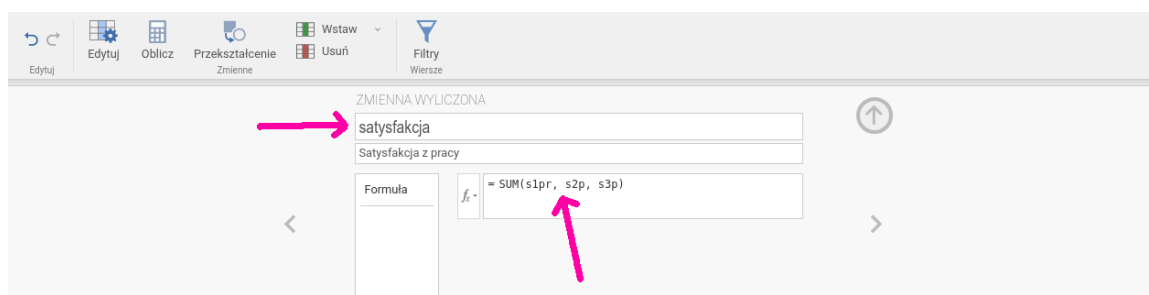 Wstaw
Edytuj Oblicz Przekształcenie Usuń Filtry
Edytuj Zmienne Wiersze
ZMIENNA WYLICZONA
satysfakcja
Satysfakcja z pracy
Formuła fx = SUM(s1pr, s2p, s3p)